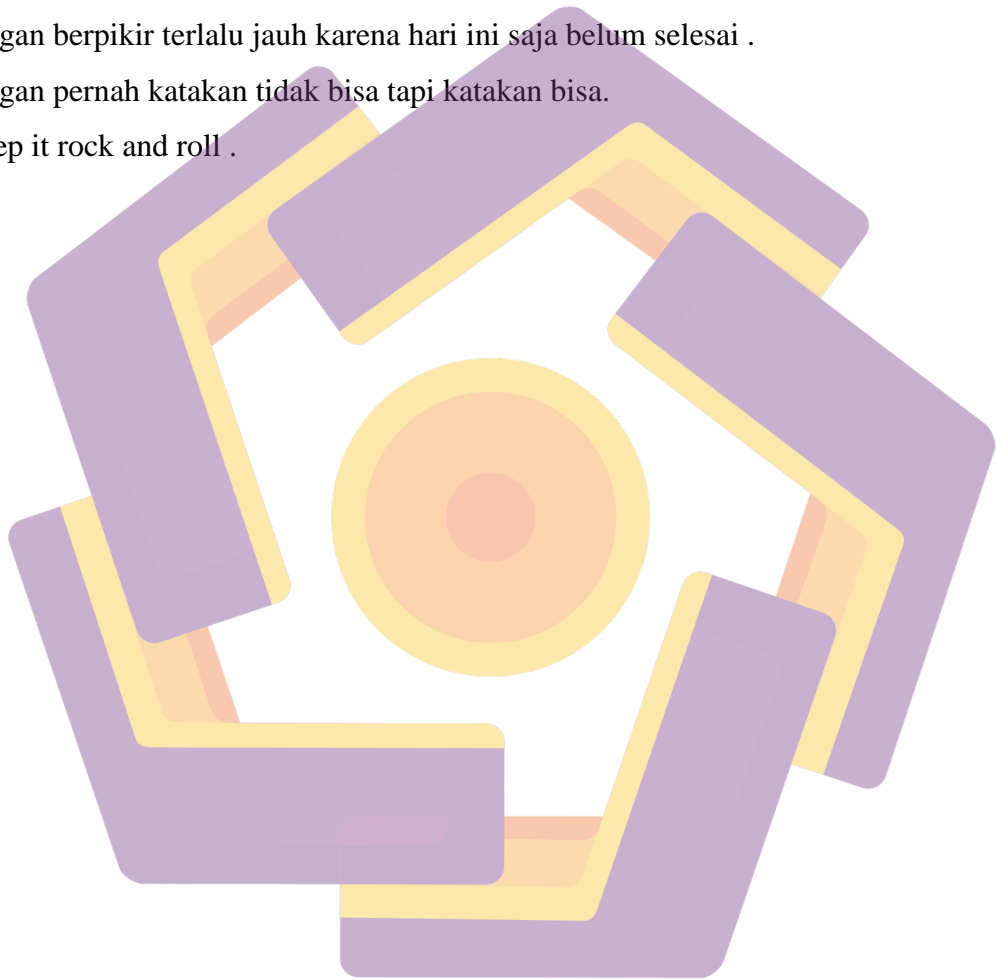 gan berpikir terlalu jauh karena hari ini saja belum selesai .
gan pernah katakan tidak bisa tapi katakan bisa.
ep it rock and roll .